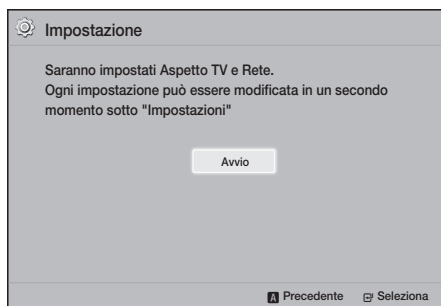 Impostazione
Saranno impostati Aspetto TV e Rete.
Ogni impostazione può essere modificata in un secondo
momento sotto "Impostazioni"
Avvio
A Precedente Seleziona